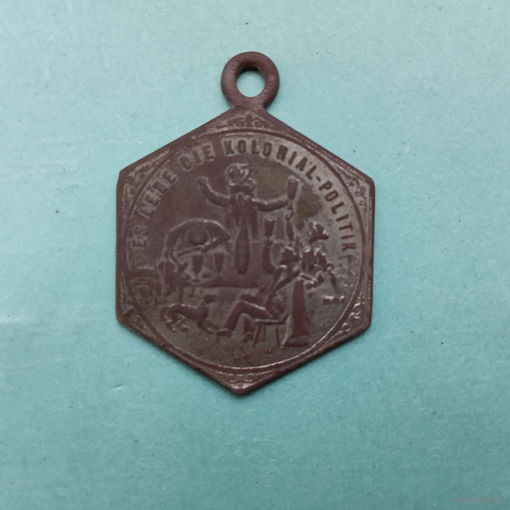 ES LEBE DIE KOLONIAL-POLITIK